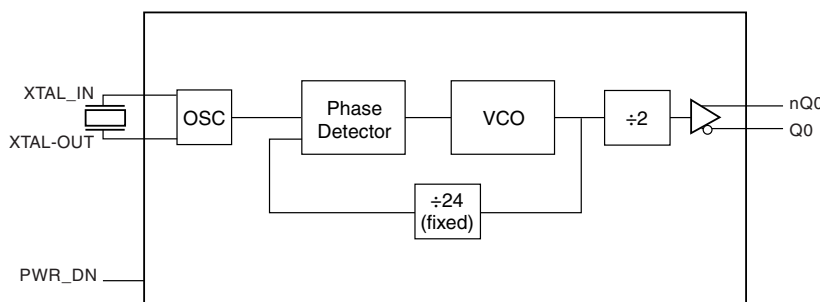 XTAL_IN
XTAL-OUT
OSC
Phase
Detector
VCO
÷2
nQ0
Q0
÷24
(fixed)
PWR_DN